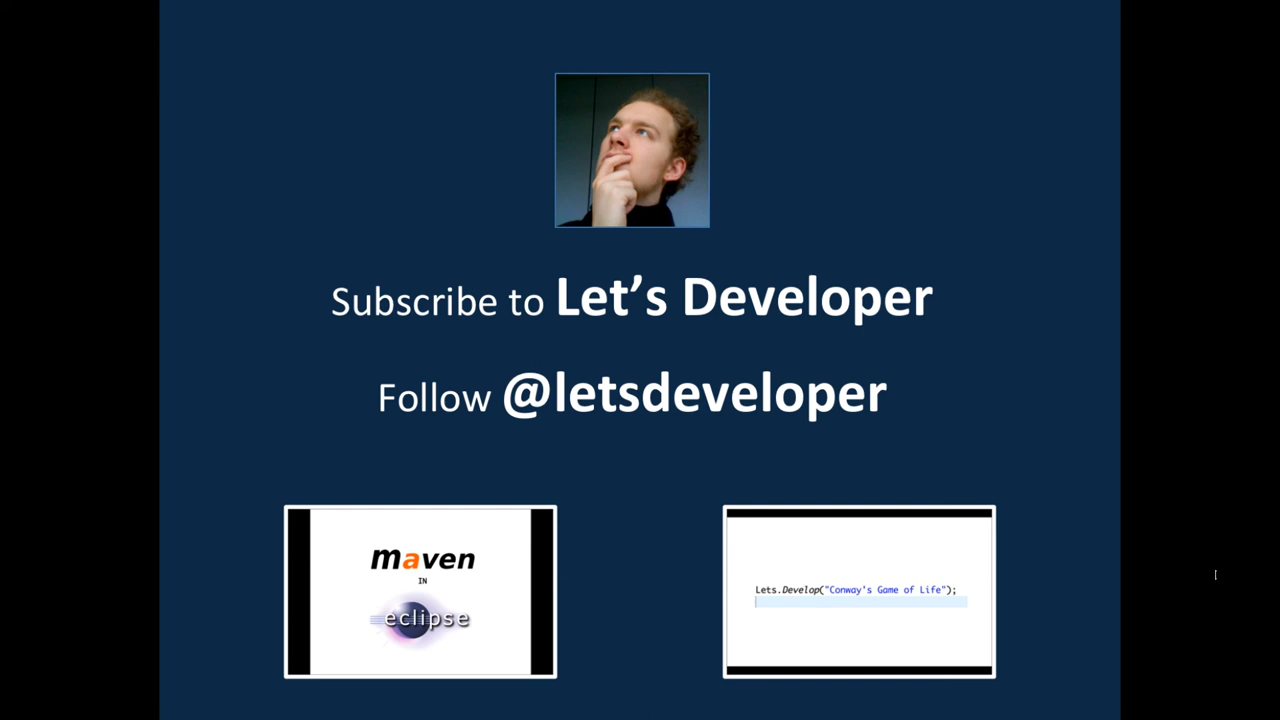 Subscribe to Let’s Developer
Follow @letsdeveloper
maven
IN
eclipse
Lets.Develop("Conway's Game of Life");